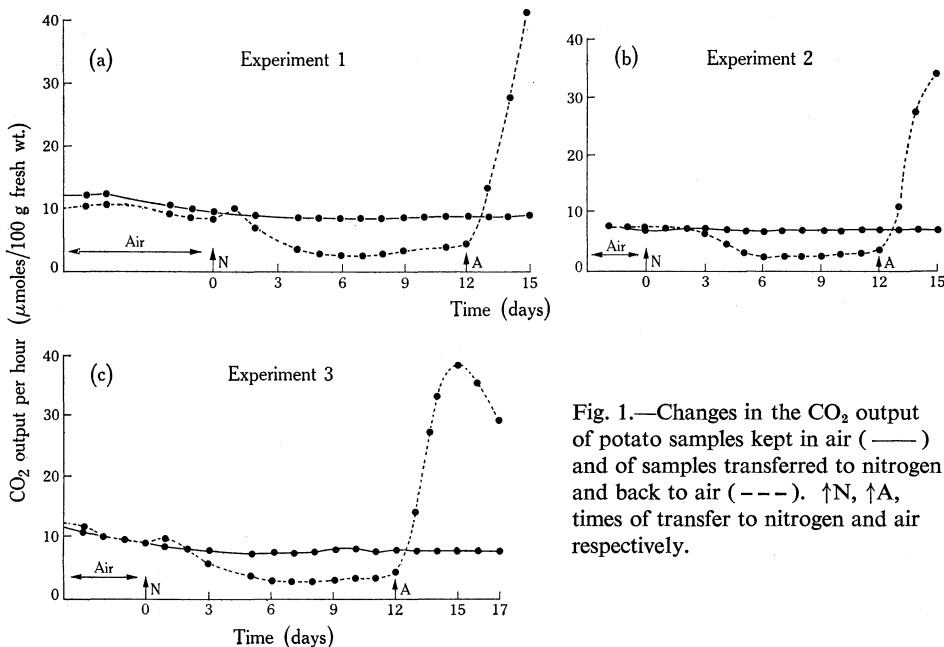 40
30
20
10
0
(a)
Experiment 1
Air
N
A
0 3 6 9 12 15
Time (days)
40
30
20
10
0
(b)
Experiment 2
Air
N
A
0 3 6 9 12 15
CO₂ output per hour (μmoles/100 g fresh wt.)
40
30
20
10
0
(c)
Experiment 3
Air
N
A
0 3 6 9 12 15 17
Time (days)
Fig. 1.—Changes in the CO₂ output
of potato samples kept in air (——)
and of samples transferred to nitrogen
and back to air (- - -). ↑N, ↑A,
times of transfer to nitrogen and air
respectively.